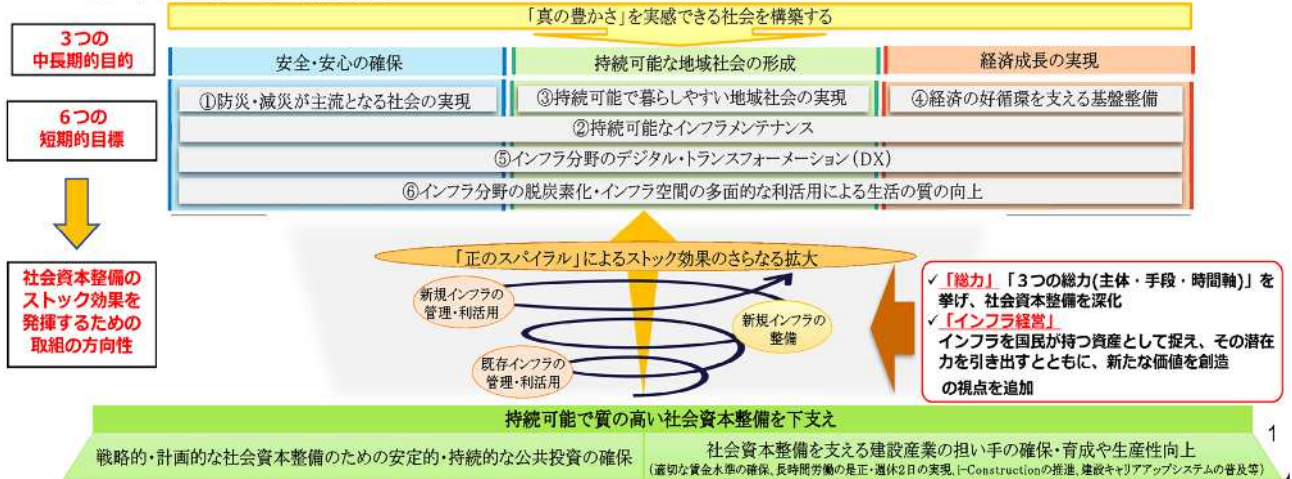 「真の豊かさ」を実感できる社会を構築する
3つの
中長期的目的
安全・安心の確保
持続可能な地域社会の形成
経済成長の実現
6つの
短期的目標
①防災・減災が主流となる社会の実現
③持続可能で暮らしやすい地域社会の実現
④経済の好循環を支える基盤整備
②持続可能なインフラメンテナンス
⑤インフラ分野のデジタル・トランスフォーメーション(DX)
⑥インフラ分野の脱炭素化・インフラ空間の多面的な利活用による生活の質の向上
社会資本整備の
ストック効果を
発揮するための
取組の方向性
「正のスパイラル」によるストック効果のさらなる拡大
新規インフラの
管理・利活用
新規インフラの
整備
既存インフラの
管理・利活用
✓「総力」「3つの総力(主体・手段・時間軸)」を
挙げ、社会資本整備を深化
✓「インフラ経営」
インフラを国民が持つ資産として捉え、その潜在
力を引き出すとともに、新たな価値を創造
の視点を追加
持続可能で質の高い社会資本整備を下支え
戦略的・計画的な社会資本整備のための安定的・持続的な公共投資の確保
社会資本整備を支える建設産業の担い手の確保・育成や生産性向上
(適切な賃金水準の確保、長時間労働の是正・週休2日の実現、i-Constructionの推進、建設キャリアアップシステムの普及等)
1